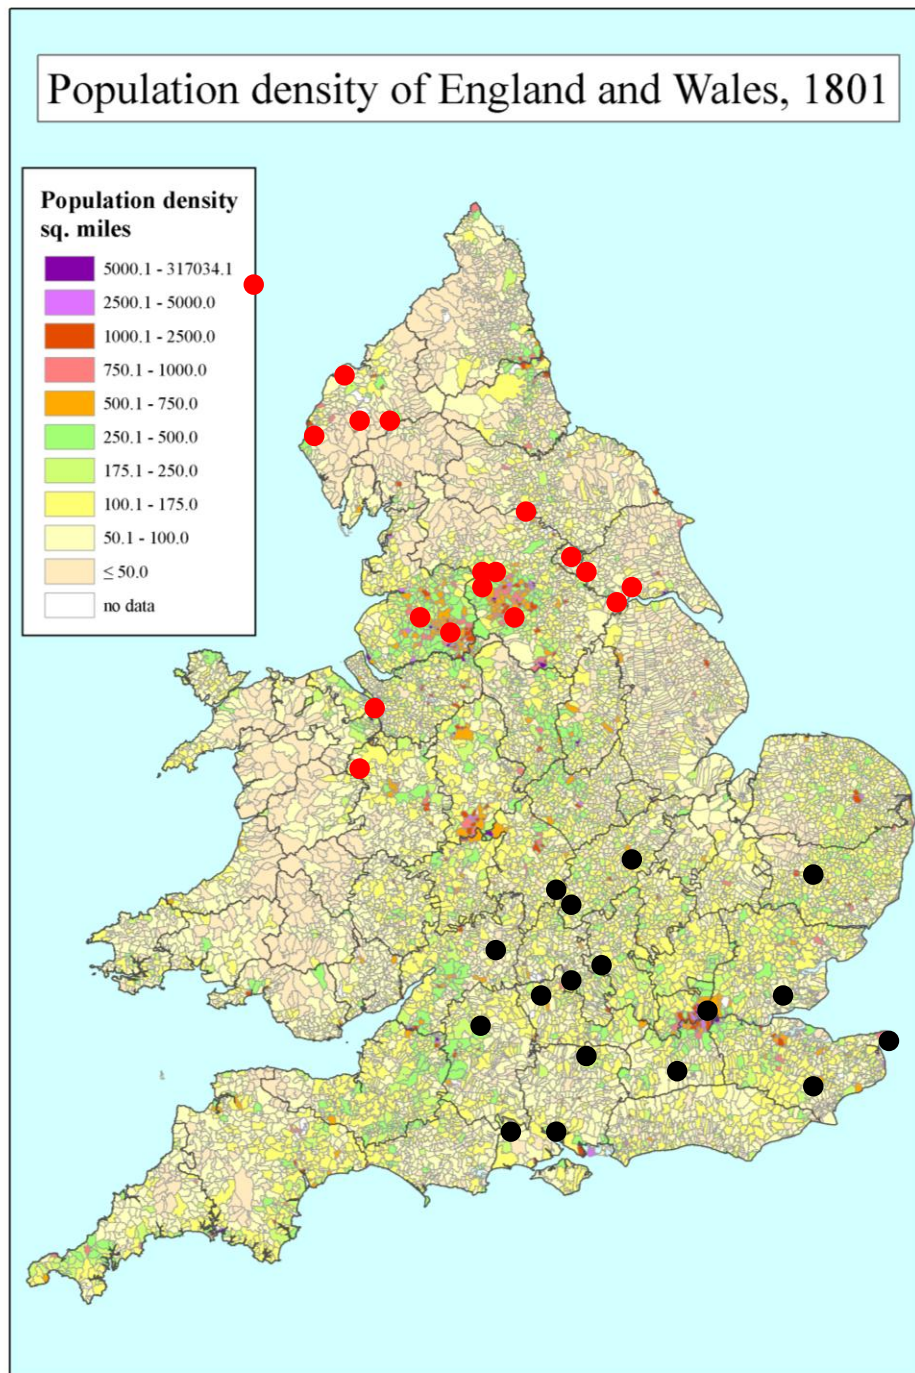 Population density of England and Wales, 1801
Population density
sq. miles
5000.1 - 317034.1
2500.1 - 5000.0
1000.1 - 2500.0
750.1 - 1000.0
500.1 - 750.0
250.1 - 500.0
175.1 - 250.0
100.1 - 175.0
50.1 - 100.0
≤ 50.0
no data